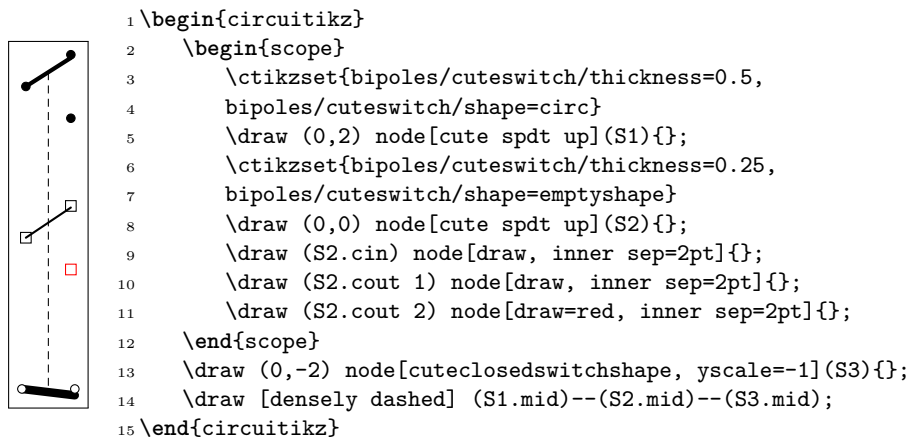 1 \begin{circuitikz}
2     \begin{scope}
3         \ctikzset{bipoles/cuteswitch/thickness=0.5,
4         bipoles/cuteswitch/shape=circ}
5         \draw (0,2) node[cute spdt up](S1){};
6         \ctikzset{bipoles/cuteswitch/thickness=0.25,
7         bipoles/cuteswitch/shape=emptyshape}
8         \draw (0,0) node[cute spdt up](S2){};
9         \draw (S2.cin) node[draw, inner sep=2pt]{};
10         \draw (S2.cout 1) node[draw, inner sep=2pt]{};
11         \draw (S2.cout 2) node[draw=red, inner sep=2pt]{};
12     \end{scope}
13     \draw (0,-2) node[cuteclosedswitchshape, yscale=-1](S3){};
14     \draw [densely dashed] (S1.mid)--(S2.mid)--(S3.mid);
15 \end{circuitikz}